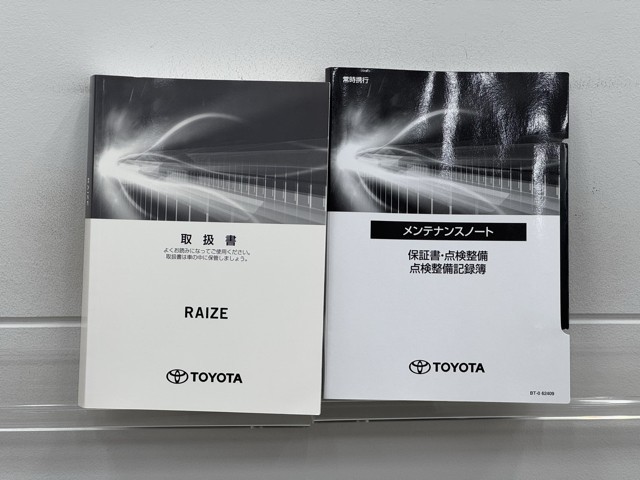 取扱書
よくお読みになってご使用ください。
取扱書は車の中に保管しましょう。
RAIZE
TOYOTA
常時携行
メンテナンスノート
保証書・点検整備
点検整備記録簿
TOYOTA